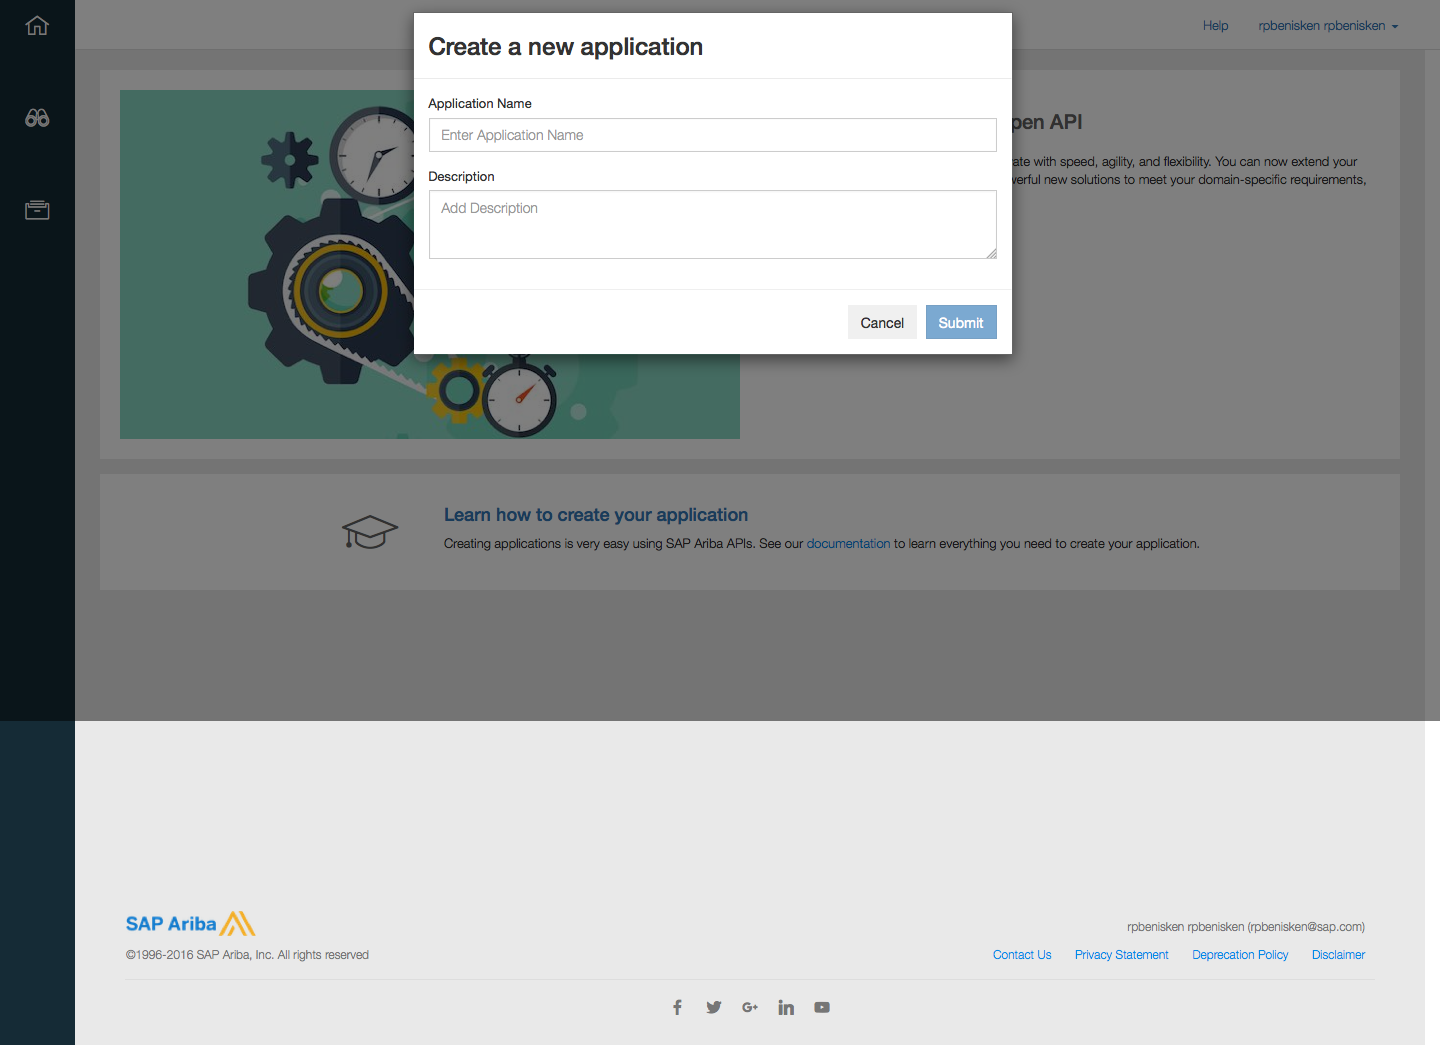 Help
rpbenisken rpbenisken
Create a new application
Application Name
Enter Application Name
Description
Add Description
Cancel
Submit
pen API
ate with speed, agility, and flexibility. You can now extend your
verful new solutions to meet your domain-specific requirements,
Learn how to create your application
Creating applications is very easy using SAP Ariba APIs. See our documentation to learn everything you need to create your application.
SAP Ariba
©1996-2016 SAP Ariba, Inc. All rights reserved
rpbenisken rpbenisken (rpbenisken@sap.com)
Contact Us Privacy Statement Deprecation Policy Disclaimer